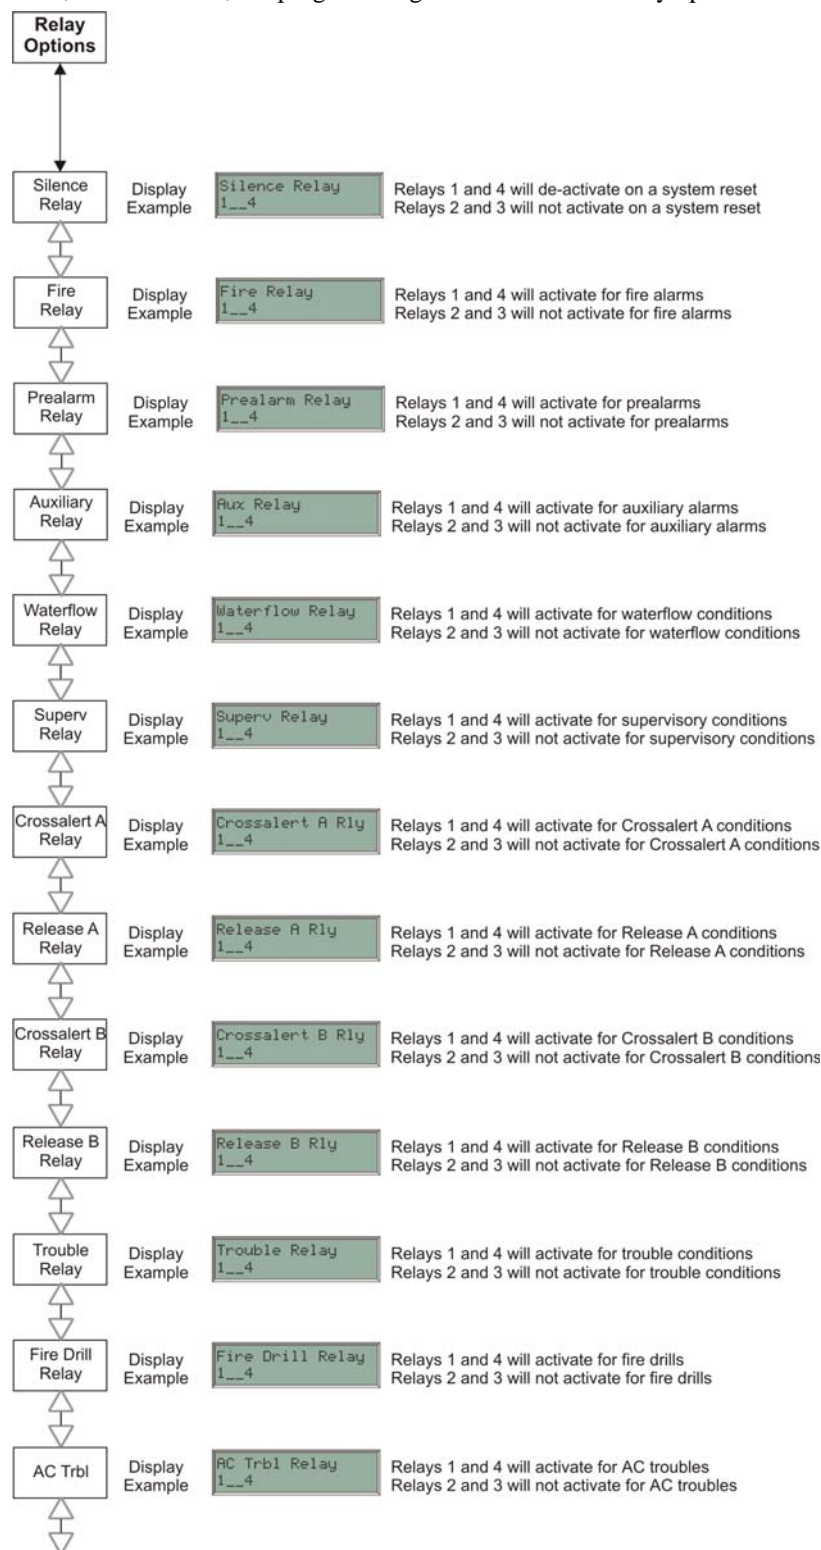 Relay
Options
Silence
Relay
Display
Example
Silence Relay
1__4
Relays 1 and 4 will de-activate on a system reset
Relays 2 and 3 will not activate on a system reset
Fire
Relay
Display
Example
Fire Relay
1__4
Relays 1 and 4 will activate for fire alarms
Relays 2 and 3 will not activate for fire alarms
Prealarm
Relay
Display
Example
Prealarm Relay
1__4
Relays 1 and 4 will activate for prealarms
Relays 2 and 3 will not activate for prealarms
Auxiliary
Relay
Display
Example
Aux Relay
1__4
Relays 1 and 4 will activate for auxiliary alarms
Relays 2 and 3 will not activate for auxiliary alarms
Waterflow
Relay
Display
Example
Waterflow Relay
1__4
Relays 1 and 4 will activate for waterflow conditions
Relays 2 and 3 will not activate for waterflow conditions
Superv
Relay
Display
Example
Superv Relay
1__4
Relays 1 and 4 will activate for supervisory conditions
Relays 2 and 3 will not activate for supervisory conditions
Crossalert A
Relay
Display
Example
Crossalert A Rly
1__4
Relays 1 and 4 will activate for Crossalert A conditions
Relays 2 and 3 will not activate for Crossalert A conditions
Release A
Relay
Display
Example
Release A Rly
1__4
Relays 1 and 4 will activate for Release A conditions
Relays 2 and 3 will not activate for Release A conditions
Crossalert B
Relay
Display
Example
Crossalert B Rly
1__4
Relays 1 and 4 will activate for Crossalert B conditions
Relays 2 and 3 will not activate for Crossalert B conditions
Release B
Relay
Display
Example
Release B Rly
1__4
Relays 1 and 4 will activate for Release B conditions
Relays 2 and 3 will not activate for Release B conditions
Trouble
Relay
Display
Example
Trouble Relay
1__4
Relays 1 and 4 will activate for trouble conditions
Relays 2 and 3 will not activate for trouble conditions
Fire Drill
Relay
Display
Example
Fire Drill Relay
1__4
Relays 1 and 4 will activate for fire drills
Relays 2 and 3 will not activate for fire drills
AC Trbl
Display
Example
AC Trbl Relay
1__4
Relays 1 and 4 will activate for AC troubles
Relays 2 and 3 will not activate for AC troubles